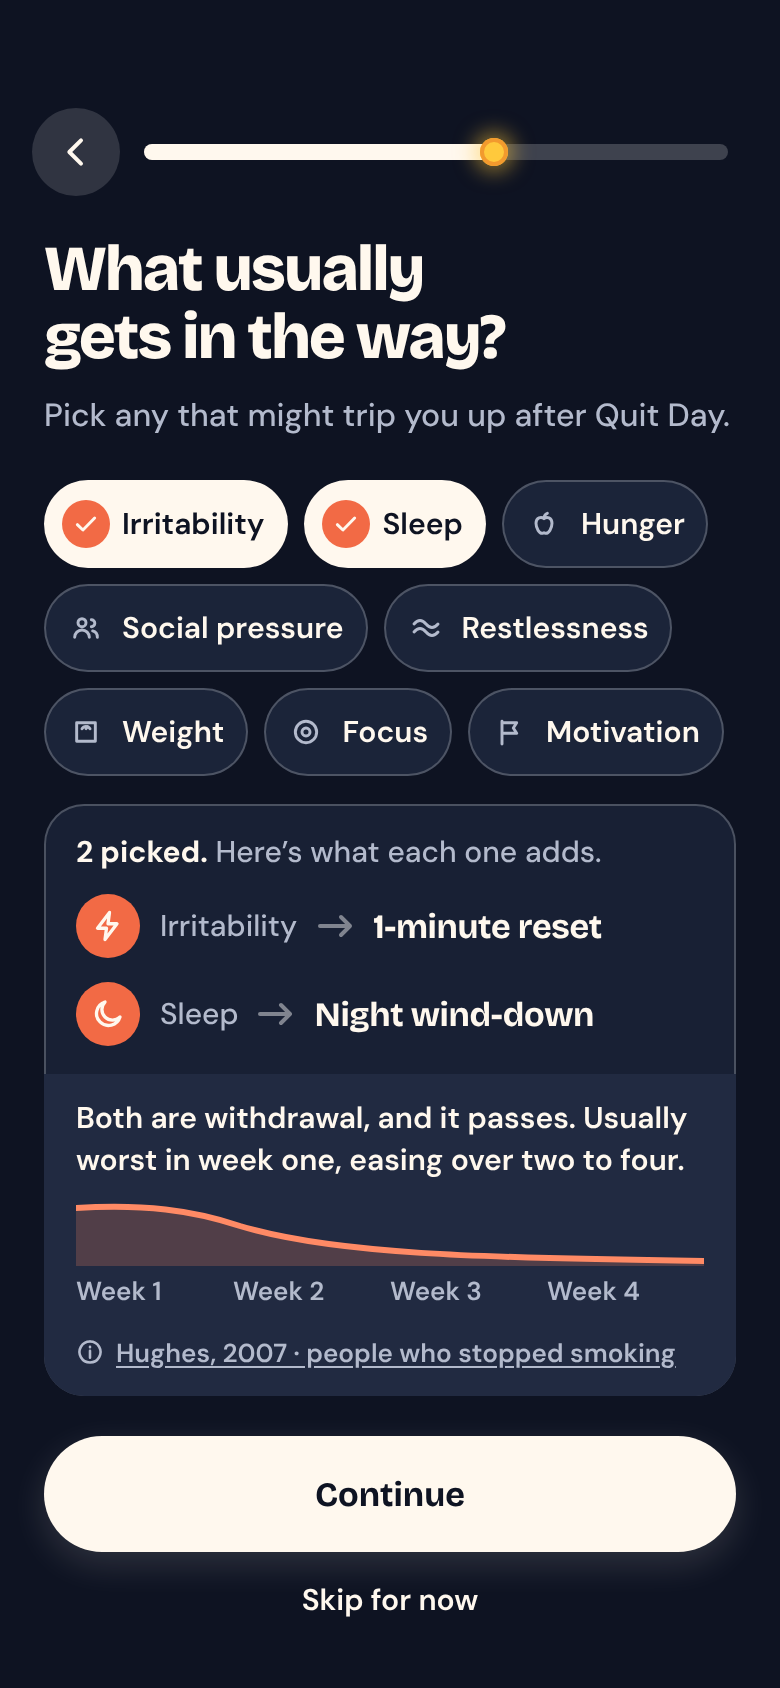 What usually
gets in the way?
Pick any that might trip you up after Quit Day.
Irritability Sleep Hunger
Social pressure Restlessness
Weight Focus Motivation
2 picked. Here’s what each one adds.
Irritability → 1-minute reset
Sleep → Night wind-down
Both are withdrawal, and it passes. Usually
worst in week one, easing over two to four.
Week 1 Week 2 Week 3 Week 4
Hughes, 2007 · people who stopped smoking
Continue
Skip for now